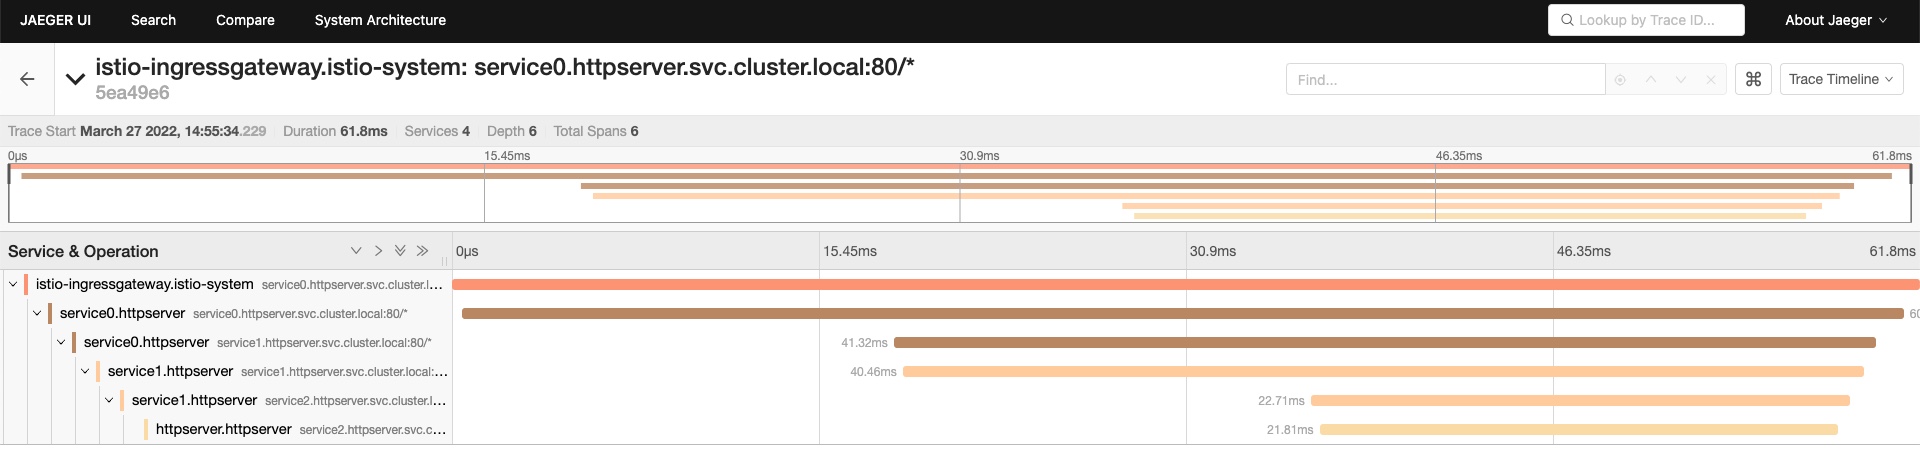 JAEGER UI Search Compare System Architecture Lookup by Trace ID... About Jaeger
istio-ingressgateway.istio-system: service0.httpserver.svc.cluster.local:80/*
5ea49e6
Find...
⌘
Trace Timeline
Trace Start March 27 2022, 14:55:34.229 Duration 61.8ms Services 4 Depth 6 Total Spans 6
0μs 15.45ms 30.9ms 46.35ms 61.8ms
Service & Operation 0μs 15.45ms 30.9ms 46.35ms 61.8ms
istio-ingressgateway.istio-system service0.httpserver.svc.cluster.l...
service0.httpserver service0.httpserver.svc.cluster.local:80/* 60
service0.httpserver service1.httpserver.svc.cluster.local:80/* 41.32ms
service1.httpserver service1.httpserver.svc.cluster.local:... 40.46ms
service1.httpserver service2.httpserver.svc.cluster.l... 22.71ms
httpserver.httpserver service2.httpserver.svc.c... 21.81ms